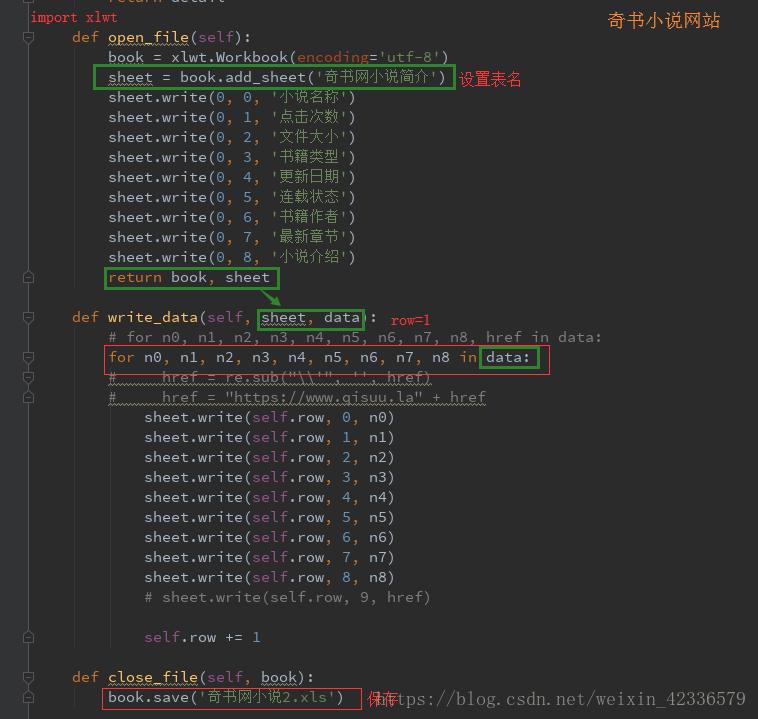 return detail
import xlwt
奇书小说网站
def open_file(self):
book = xlwt.Workbook(encoding='utf-8')
sheet = book.add_sheet('奇书网小说简介') 设置表名
sheet.write(0, 0, '小说名称')
sheet.write(0, 1, '点击次数')
sheet.write(0, 2, '文件大小')
sheet.write(0, 3, '书籍类型')
sheet.write(0, 4, '更新日期')
sheet.write(0, 5, '连载状态')
sheet.write(0, 6, '书籍作者')
sheet.write(0, 7, '最新章节')
sheet.write(0, 8, '小说介绍')
return book, sheet
def write_data(self, sheet, data): row=1
# for n0, n1, n2, n3, n4, n5, n6, n7, n8, href in data:
for n0, n1, n2, n3, n4, n5, n6, n7, n8 in data:
# href = re.sub("\\'", '', href)
# href = "https://www.qisuu.la" + href
sheet.write(self.row, 0, n0)
sheet.write(self.row, 1, n1)
sheet.write(self.row, 2, n2)
sheet.write(self.row, 3, n3)
sheet.write(self.row, 4, n4)
sheet.write(self.row, 5, n5)
sheet.write(self.row, 6, n6)
sheet.write(self.row, 7, n7)
sheet.write(self.row, 8, n8)
# sheet.write(self.row, 9, href)
self.row += 1
def close_file(self, book):
book.save('奇书网小说2.xls') 保存
https://blog.csdn.net/weixin_42336579